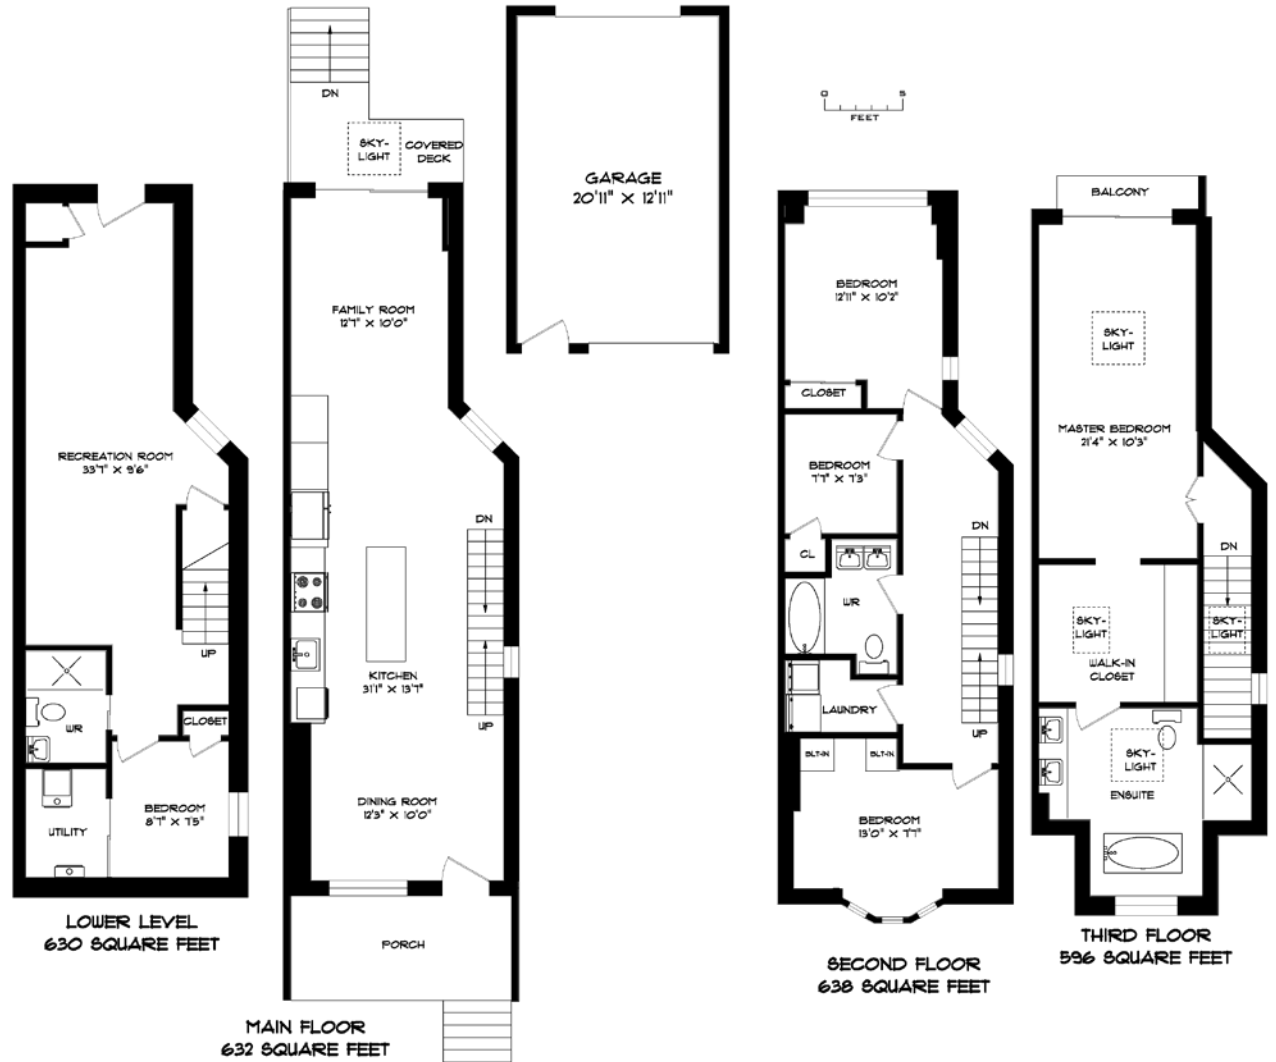 DN
SKY-
LIGHT
COVERED
DECK
FAMILY ROOM
12'7" X 10'0"
KITCHEN
31'1" X 13'7"
DN
UP
DINING ROOM
12'3" X 10'0"
PORCH
MAIN FLOOR
632 SQUARE FEET
RECREATION ROOM
33'7" X 9'6"
UP
WR
CLOSET
BEDROOM
8'7" X 7'5"
UTILITY
LOWER LEVEL
630 SQUARE FEET
GARAGE
20'11" X 12'11"
0 5
FEET
BEDROOM
12'11" X 10'2"
CLOSET
BEDROOM
7'7" X 7'3"
CL
WR
DN
UP
LAUNDRY
BLT-IN
BLT-IN
BEDROOM
13'0" X 7'7"
SECOND FLOOR
638 SQUARE FEET
BALCONY
SKY-
LIGHT
MASTER BEDROOM
21'4" X 10'3"
DN
SKY-
LIGHT
SKY-
LIGHT
WALK-IN
CLOSET
SKY-
LIGHT
ENSUITE
THIRD FLOOR
596 SQUARE FEET